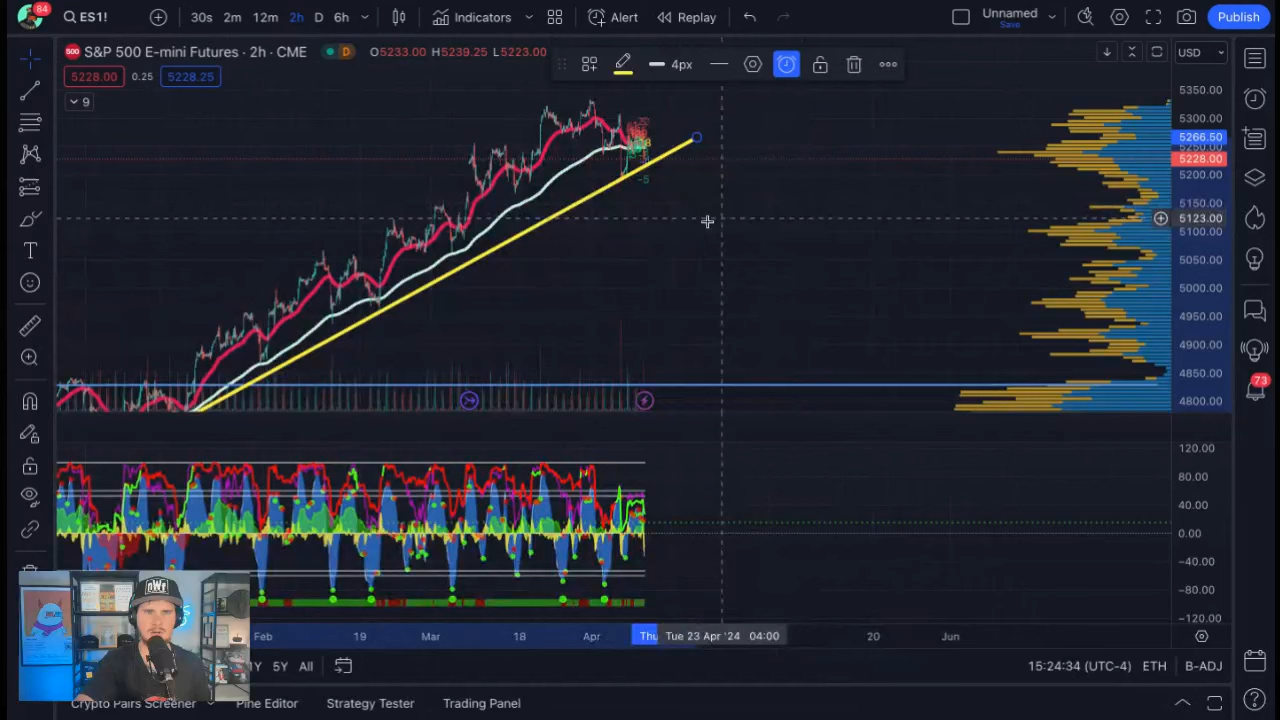 84
ES1!
30s 2m 12m 2h D 6h
Indicators
Alert
Replay
Unnamed
Save
Publish
500 S&P 500 E-mini Futures · 2h · CME
D
O5233.00 H5239.25 L5223.00
4px
USD
5228.00 0.25 5228.25
9
5350.00
5300.00
5266.50
5250.00
5228.00
5200.00
5150.00
5123.00
5100.00
5050.00
5000.00
4950.00
4900.00
4850.00
4800.00
-5
73
120.00
80.00
40.00
0.00
−40.00
−80.00
−120.00
Feb 19 Mar 18 Apr Thu Tue 23 Apr '24 04:00 20 Jun
5Y All
15:24:34 (UTC-4) ETH B-ADJ
Crypto Pairs Screener Pine Editor Strategy Tester Trading Panel